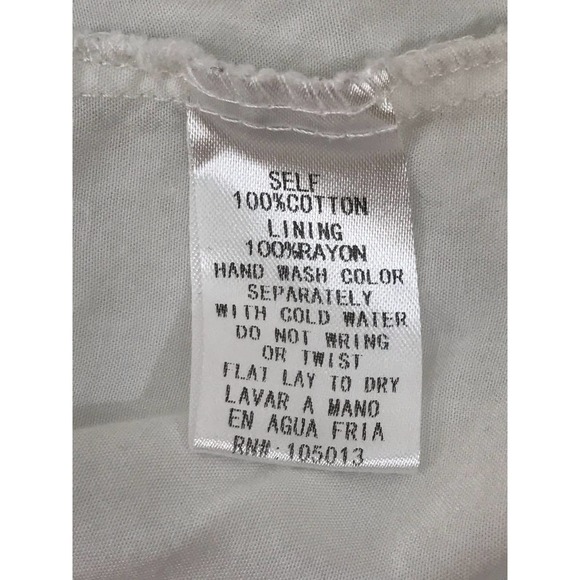 SELF
100%COTTON
LINING
100%RAYON
HAND WASH COLOR
SEPARATELY
WITH COLD WATER
DO NOT WRING
OR TWIST
FLAT LAY TO DRY
LAVAR A MANO
EN AGUA FRIA
RN#:105013